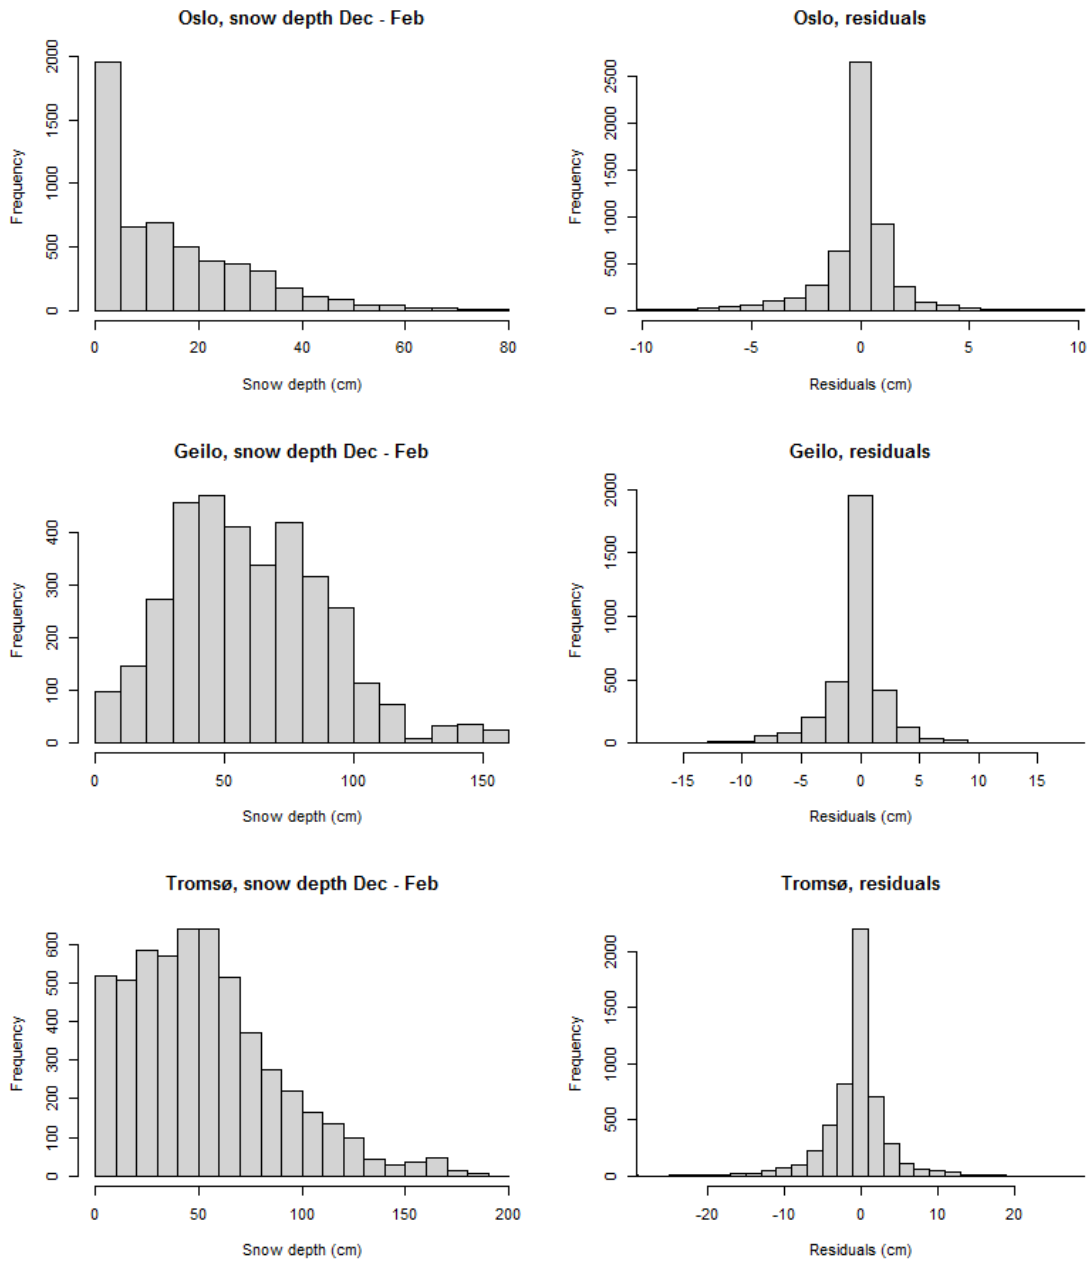 Oslo, snow depth Dec - Feb
Frequency
2000
1500
1000
500
0
0 20 40 60 80
Snow depth (cm)
Oslo, residuals
Frequency
2500
2000
1500
1000
500
0
-10 -5 0 5 10
Residuals (cm)
Geilo, snow depth Dec - Feb
Frequency
400
300
200
100
0
0 50 100 150
Snow depth (cm)
Geilo, residuals
Frequency
2000
1500
1000
500
0
-15 -10 -5 0 5 10 15
Residuals (cm)
Tromsø, snow depth Dec - Feb
Frequency
600
500
400
300
200
100
0
0 50 100 150 200
Snow depth (cm)
Tromsø, residuals
Frequency
2000
1500
1000
500
0
-20 -10 0 10 20
Residuals (cm)